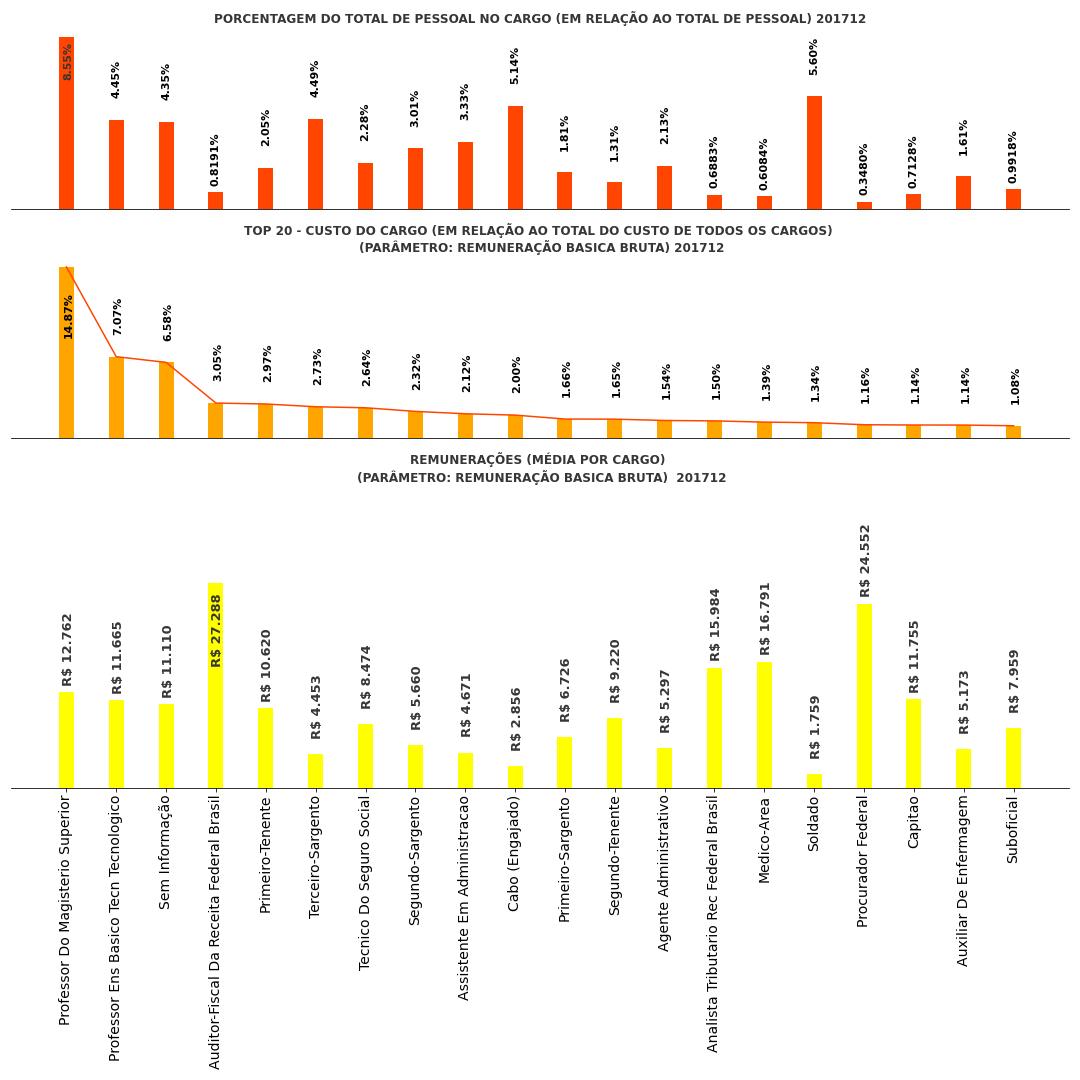 PORCENTAGEM DO TOTAL DE PESSOAL NO CARGO (EM RELAÇÃO AO TOTAL DE PESSOAL) 201712
8.55%
4.45%
4.35%
0.8191%
2.05%
4.49%
2.28%
3.01%
3.33%
5.14%
1.81%
1.31%
2.13%
0.6883%
0.6084%
5.60%
0.3480%
0.7128%
1.61%
0.9918%
TOP 20 - CUSTO DO CARGO (EM RELAÇÃO AO TOTAL DO CUSTO DE TODOS OS CARGOS)
(PARÂMETRO: REMUNERAÇÃO BASICA BRUTA) 201712
14.87%
7.07%
6.58%
3.05%
2.97%
2.73%
2.64%
2.32%
2.12%
2.00%
1.66%
1.65%
1.54%
1.50%
1.39%
1.34%
1.16%
1.14%
1.14%
1.08%
REMUNERAÇÕES (MÉDIA POR CARGO)
(PARÂMETRO: REMUNERAÇÃO BASICA BRUTA)  201712
R$ 12.762
R$ 11.665
R$ 11.110
R$ 27.288
R$ 10.620
R$ 4.453
R$ 8.474
R$ 5.660
R$ 4.671
R$ 2.856
R$ 6.726
R$ 9.220
R$ 5.297
R$ 15.984
R$ 16.791
R$ 1.759
R$ 24.552
R$ 11.755
R$ 5.173
R$ 7.959
Professor Do Magisterio Superior
Professor Ens Basico Tecn Tecnologico
Sem Informação
Auditor-Fiscal Da Receita Federal Brasil
Primeiro-Tenente
Terceiro-Sargento
Tecnico Do Seguro Social
Segundo-Sargento
Assistente Em Administracao
Cabo (Engajado)
Primeiro-Sargento
Segundo-Tenente
Agente Administrativo
Analista Tributario Rec Federal Brasil
Medico-Area
Soldado
Procurador Federal
Capitao
Auxiliar De Enfermagem
Suboficial